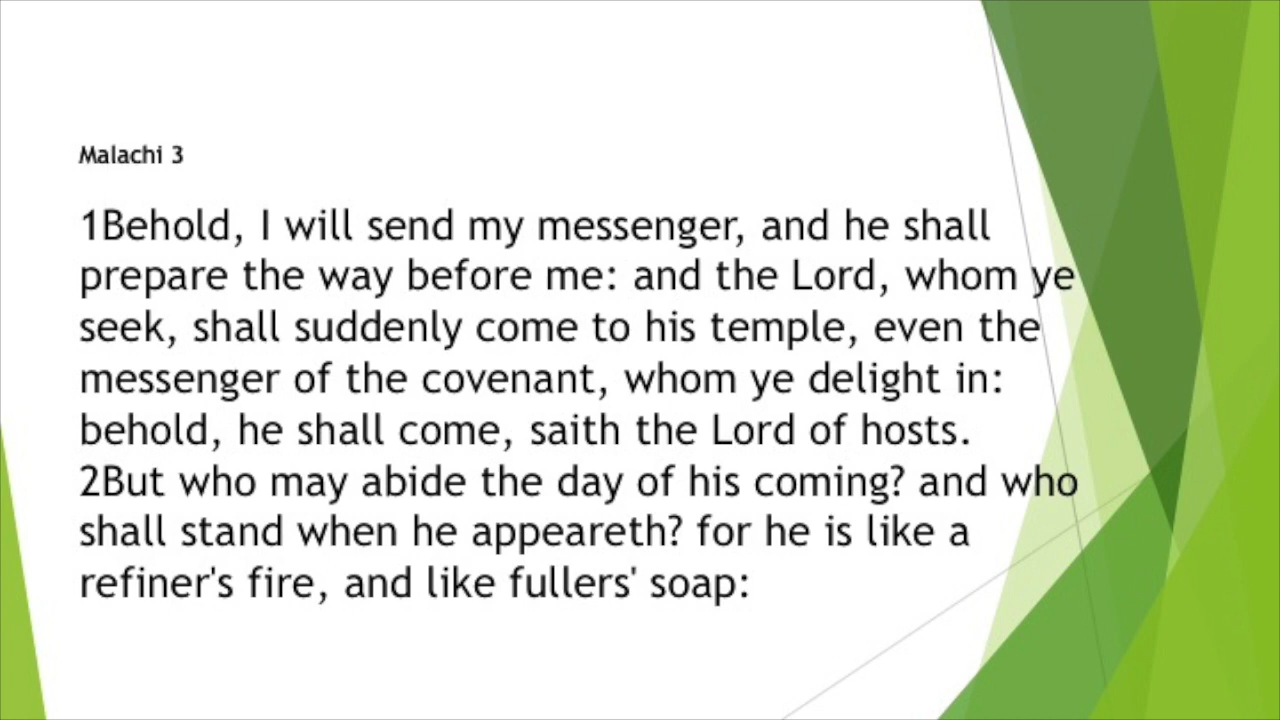 Malachi 3
1Behold, I will send my messenger, and he shall
prepare the way before me: and the Lord, whom ye
seek, shall suddenly come to his temple, even the
messenger of the covenant, whom ye delight in:
behold, he shall come, saith the Lord of hosts.
2But who may abide the day of his coming? and who
shall stand when he appeareth? for he is like a
refiner's fire, and like fullers' soap: